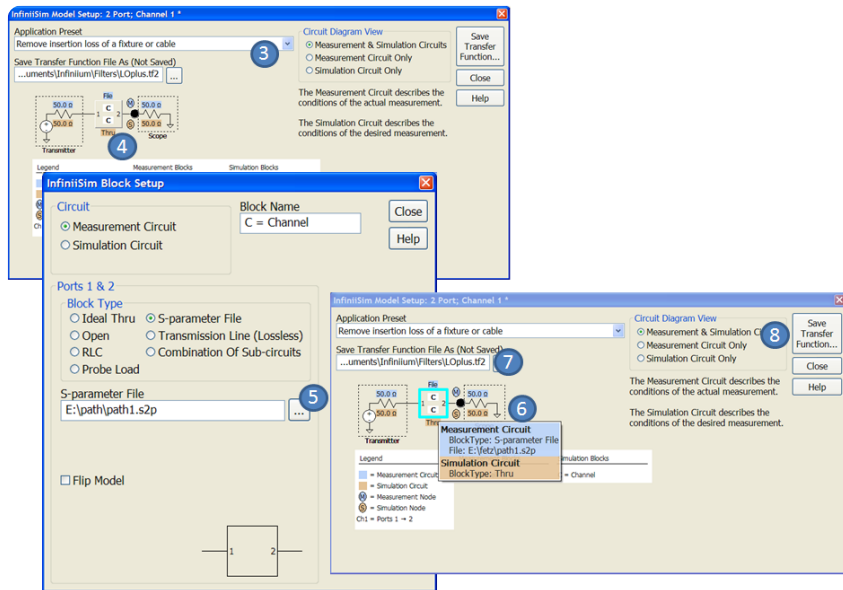 InfiniiSim Model Setup: 2 Port; Channel 1 *
Application Preset
Remove insertion loss of a fixture or cable
3
Save Transfer Function File As (Not Saved)
...uments\Infiniium\Filters\LOplus.tf2
...
Circuit Diagram View
Measurement & Simulation Circuits
Measurement Circuit Only
Simulation Circuit Only
Save
Transfer
Function...
Close
Help
The Measurement Circuit describes the
conditions of the actual measurement.
The Simulation Circuit describes the
conditions of the desired measurement.
File
50.0 Ω
50.0 Ω
1
C
C
2
M
S
50.0 Ω
50.0 Ω
Thru
Scope
Transmitter
4
Legend
Measurement Blocks
Simulation Blocks
M
S
Ch
InfiniiSim Block Setup
Circuit
Measurement Circuit
Simulation Circuit
Block Name
C = Channel
Close
Help
Ports 1 & 2
Block Type
Ideal Thru
S-parameter File
Open
Transmission Line (Lossless)
RLC
Combination Of Sub-circuits
Probe Load
S-parameter File
5
E:\path\path1.s2p
...
Flip Model
1
2
InfiniiSim Model Setup: 2 Port; Channel 1 *
Application Preset
Remove insertion loss of a fixture or cable
Save Transfer Function File As (Not Saved)
7
...uments\Infiniium\Filters\LOplus.tf2
Circuit Diagram View
Measurement & Simulation Ci
8
Measurement Circuit Only
Simulation Circuit Only
Save
Transfer
Function...
Close
Help
The Measurement Circuit describes the
conditions of the actual measurement.
The Simulation Circuit describes the
conditions of the desired measurement.
File
50.0 Ω
50.0 Ω
1
C
C
2
M
S
50.0 Ω
50.0 Ω
6
Thru
Transmitter
Measurement Circuit
BlockType: S-parameter File
File: E:\fetz\path1.s2p
Simulation Circuit
BlockType: Thru
Legend
= Measurement Circuit
= Simulation Circuit
M = Measurement Node
S = Simulation Node
Ch1 = Ports 1 → 2
Simulation Blocks
= Channel